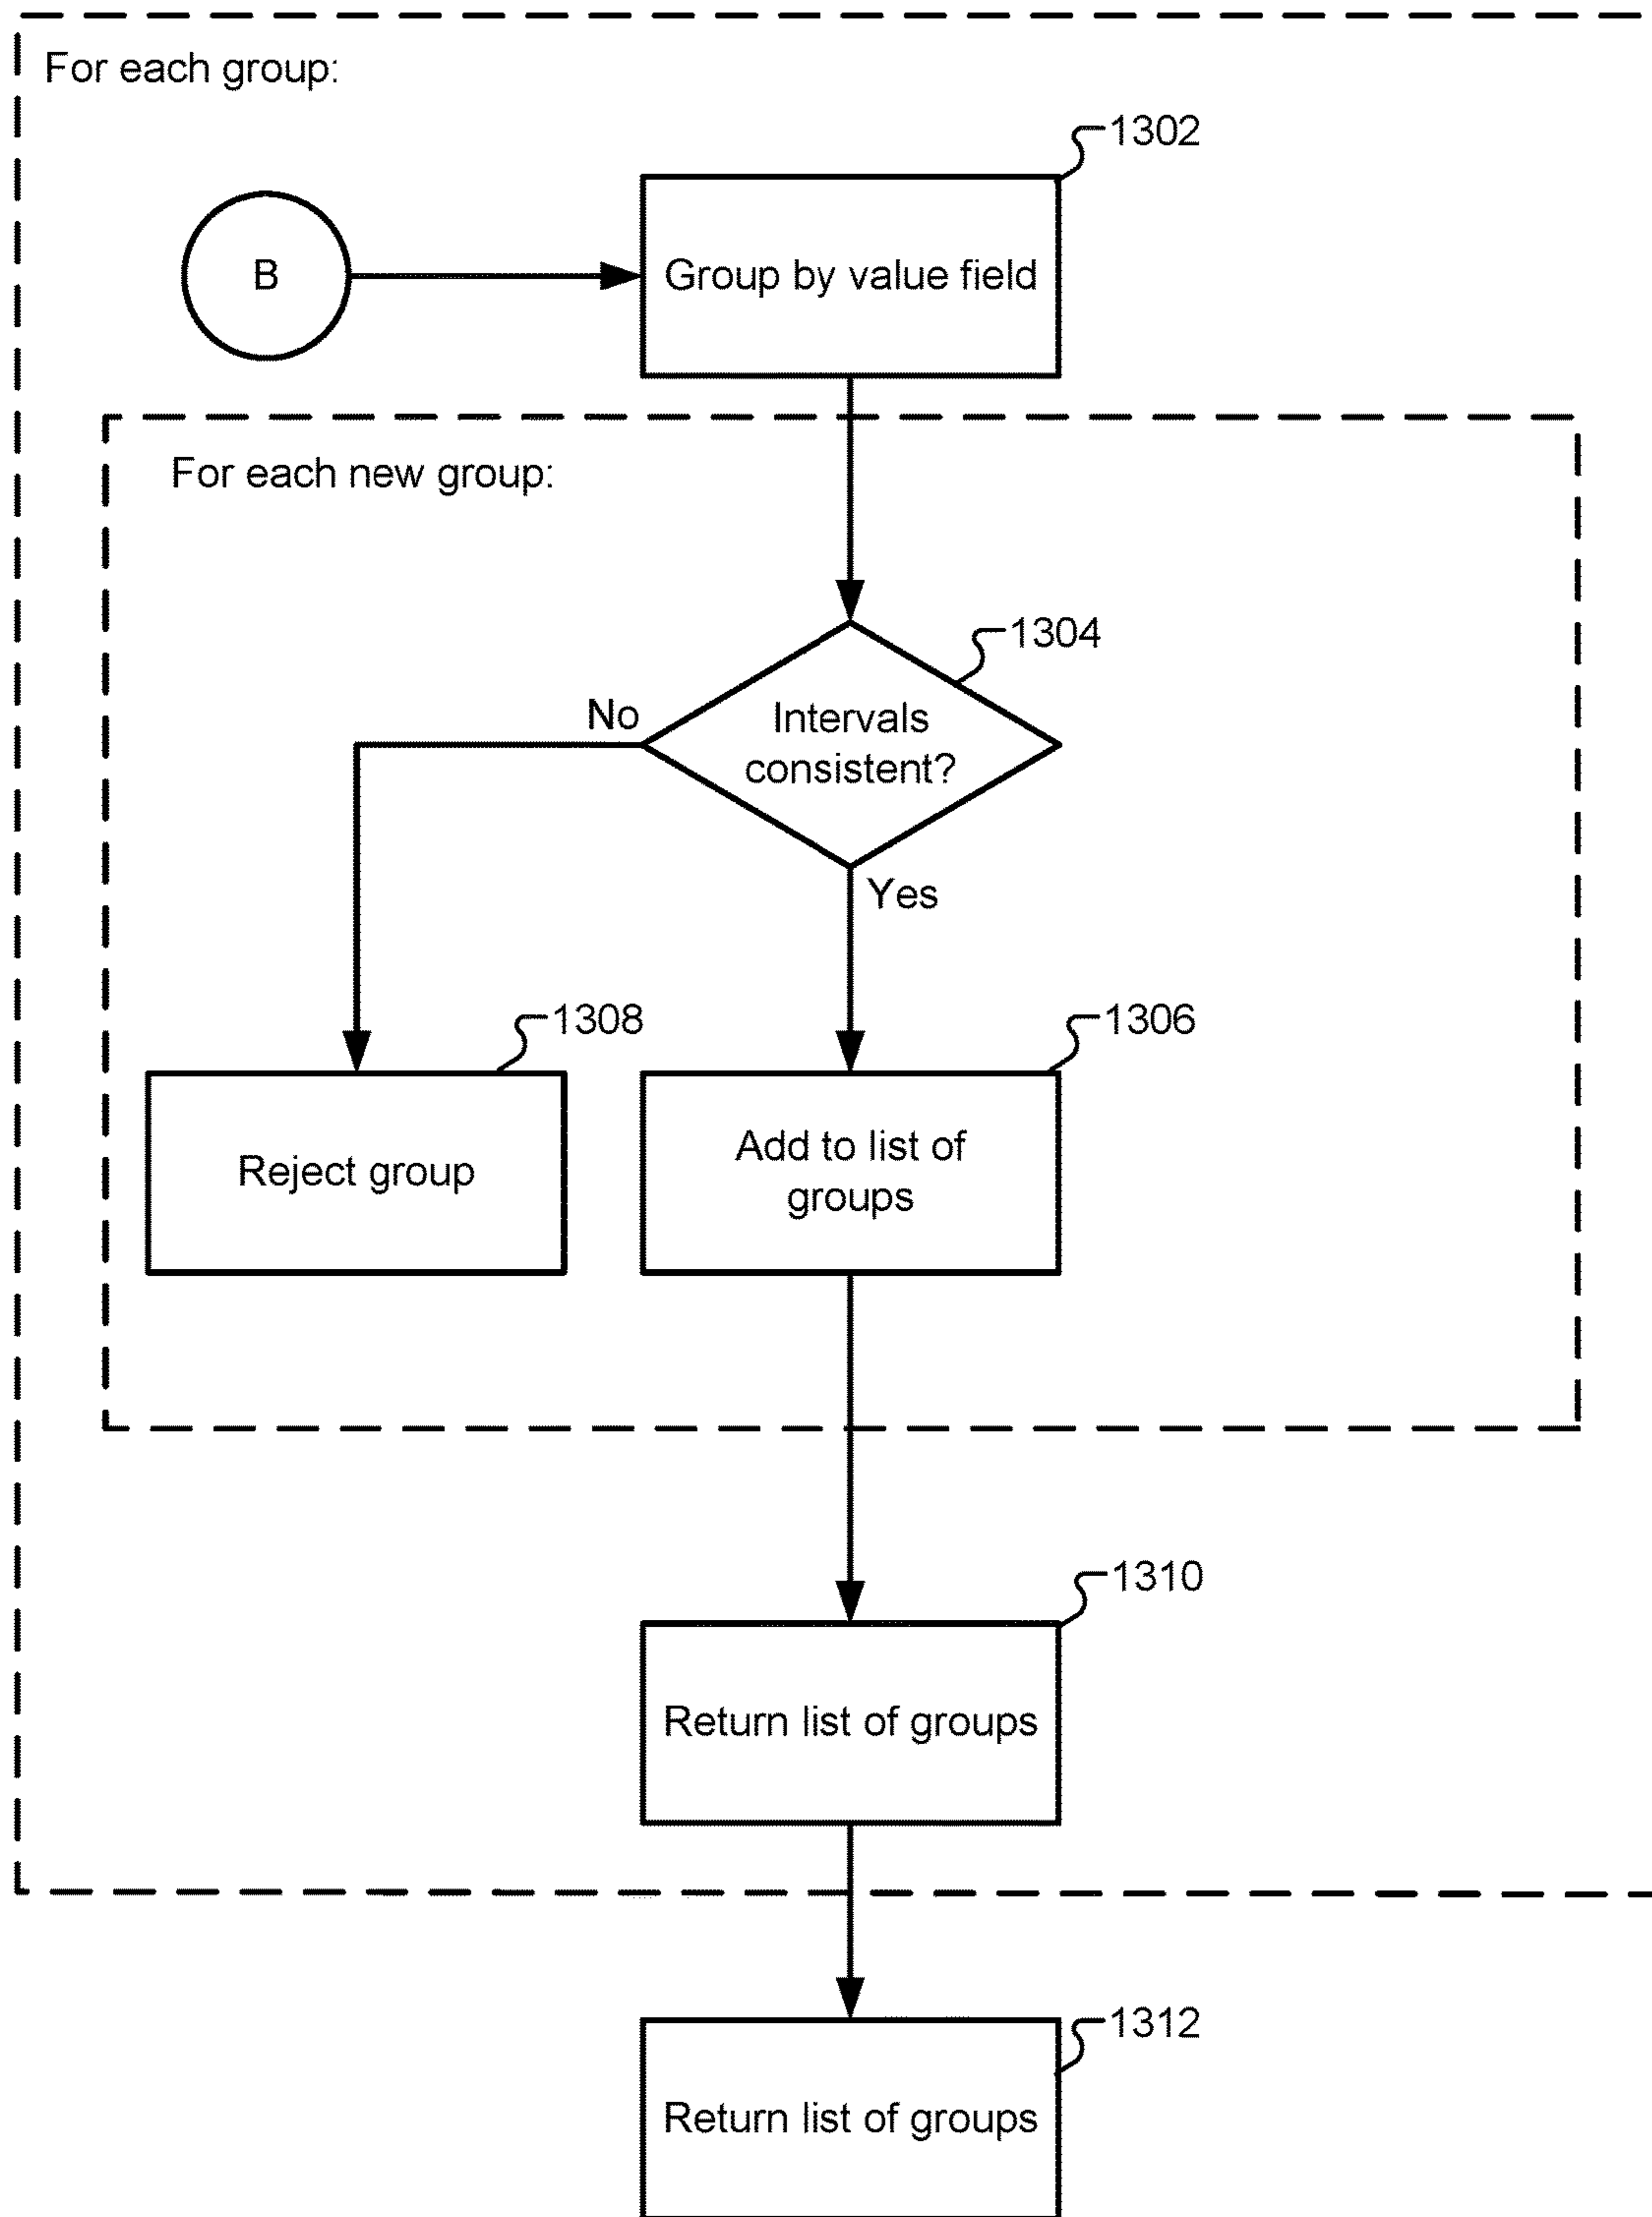 For each group:
1302
B
Group by value field
For each new group:
1304
No
Intervals
consistent?
Yes
1308
1306
Reject group
Add to list of
groups
1310
Return list of groups
1312
Return list of groups